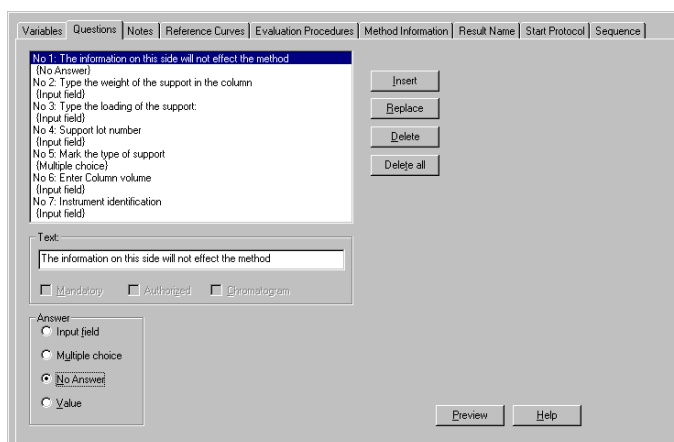 Variables Questions Notes Reference Curves Evaluation Procedures Method Information Result Name Start Protocol Sequence
No 1: The information on this side will not effect the method
{No Answer}
No 2: Type the weight of the support in the column
{Input field}
No 3: Type the loading of the support:
{Input field}
No 4: Support lot number
{Input field}
No 5: Mark the type of support
{Multiple choice}
No 6: Enter Column volume
{Input field}
No 7: Instrument identification
{Input field}
Insert
Replace
Delete
Delete all
Text:
The information on this side will not effect the method
Mandatory Authorized Chromatogram
Answer
Input field
Multiple choice
No Answer
Value
Preview Help